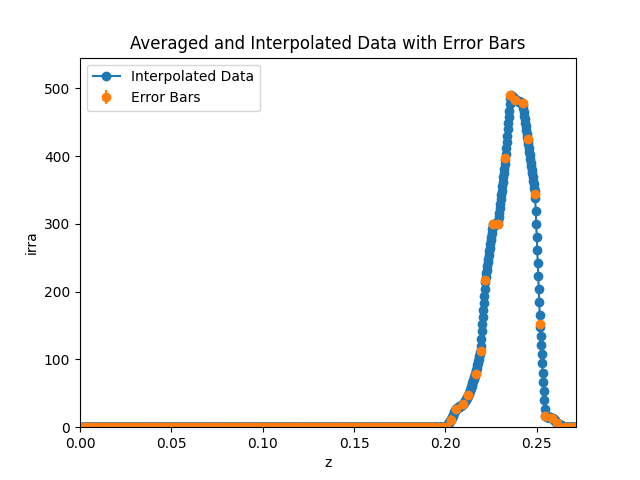 Averaged and Interpolated Data with Error Bars
Interpolated Data
Error Bars
irra
500
400
300
200
100
0
0.00 0.05 0.10 0.15 0.20 0.25
z